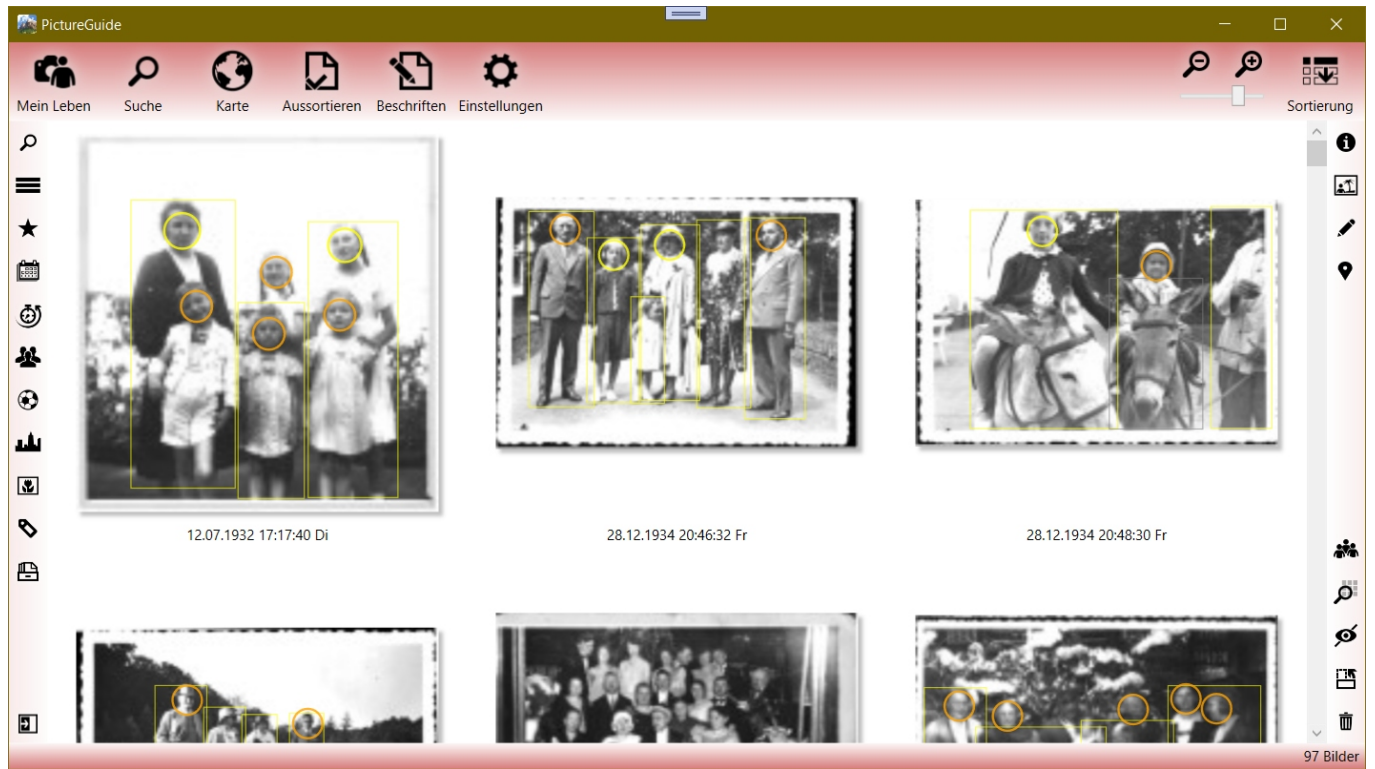 PictureGuide
Mein Leben
Suche
Karte
Aussortieren
Beschriften
Einstellungen
Sortierung
12.07.1932 17:17:40 Di
28.12.1934 20:46:32 Fr
28.12.1934 20:48:30 Fr
97 Bilder